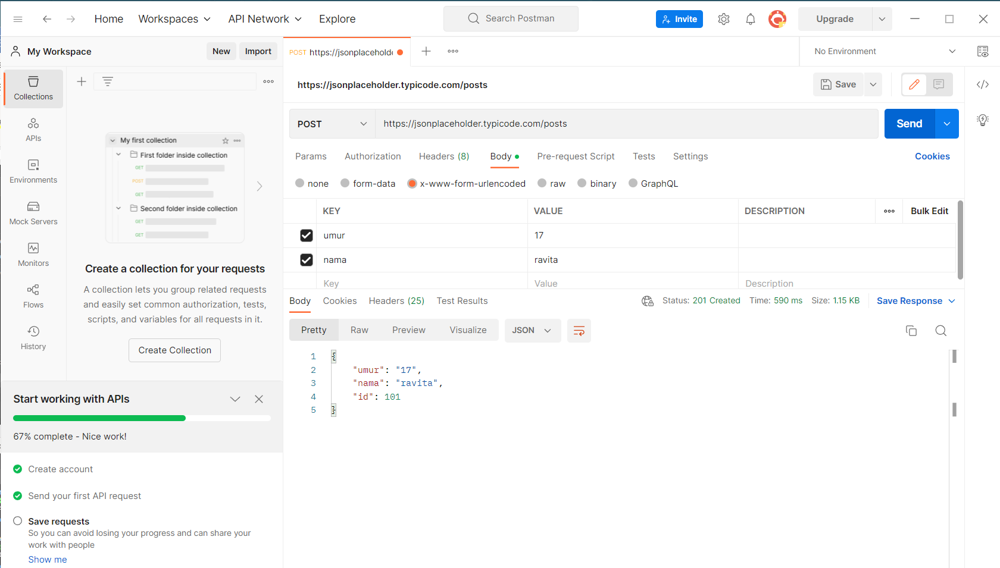 Home
Workspaces
API Network
Explore
Search Postman
Invite
Upgrade
My Workspace
New
Import
POST https://jsonplaceholde
No Environment
Collections
APIs
Environments
Mock Servers
Monitors
Flows
History
My first collection
First folder inside collection
GET
POST
GET
Second folder inside collection
GET
GET
Create a collection for your requests
A collection lets you group related requests
and easily set common authorization, tests,
scripts, and variables for all requests in it.
Create Collection
Start working with APIs
67% complete - Nice work!
Create account
Send your first API request
Save requests
So you can avoid losing your progress and can share your
work with people
Show me
https://jsonplaceholder.typicode.com/posts
Save
POST
https://jsonplaceholder.typicode.com/posts
Send
Params
Authorization
Headers (8)
Body
Pre-request Script
Tests
Settings
Cookies
none
form-data
x-www-form-urlencoded
raw
binary
GraphQL
KEY
VALUE
DESCRIPTION
Bulk Edit
umur
17
nama
ravita
Key
Value
Description
Body
Cookies
Headers (25)
Test Results
Status: 201 Created
Time: 590 ms
Size: 1.15 KB
Save Response
Pretty
Raw
Preview
Visualize
JSON
1 {
2 "umur": "17",
3 "nama": "ravita",
4 "id": 101
5 }